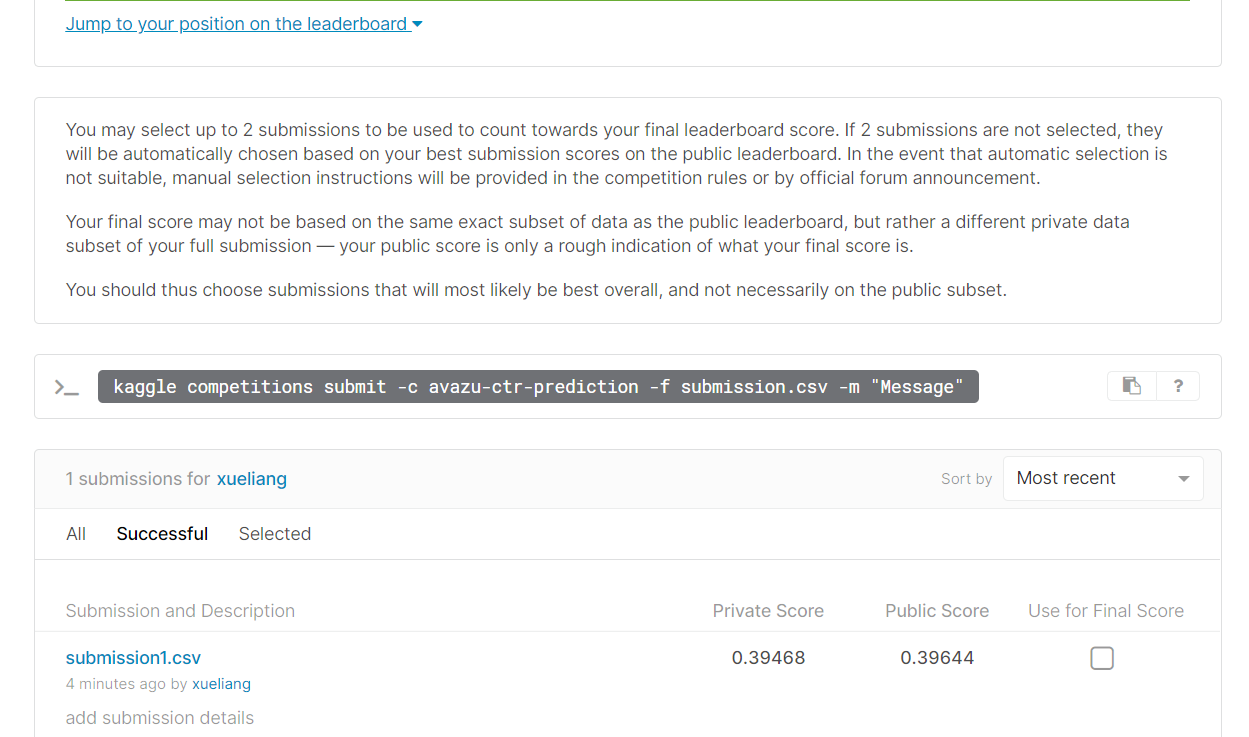 Jump to your position on the leaderboard
You may select up to 2 submissions to be used to count towards your final leaderboard score. If 2 submissions are not selected, they
will be automatically chosen based on your best submission scores on the public leaderboard. In the event that automatic selection is
not suitable, manual selection instructions will be provided in the competition rules or by official forum announcement.
Your final score may not be based on the same exact subset of data as the public leaderboard, but rather a different private data
subset of your full submission — your public score is only a rough indication of what your final score is.
You should thus choose submissions that will most likely be best overall, and not necessarily on the public subset.
>_ kaggle competitions submit -c avazu-ctr-prediction -f submission.csv -m "Message" ?
1 submissions for xueliang Sort by Most recent
All Successful Selected
Submission and Description Private Score Public Score Use for Final Score
submission1.csv 0.39468 0.39644
4 minutes ago by xueliang
add submission details